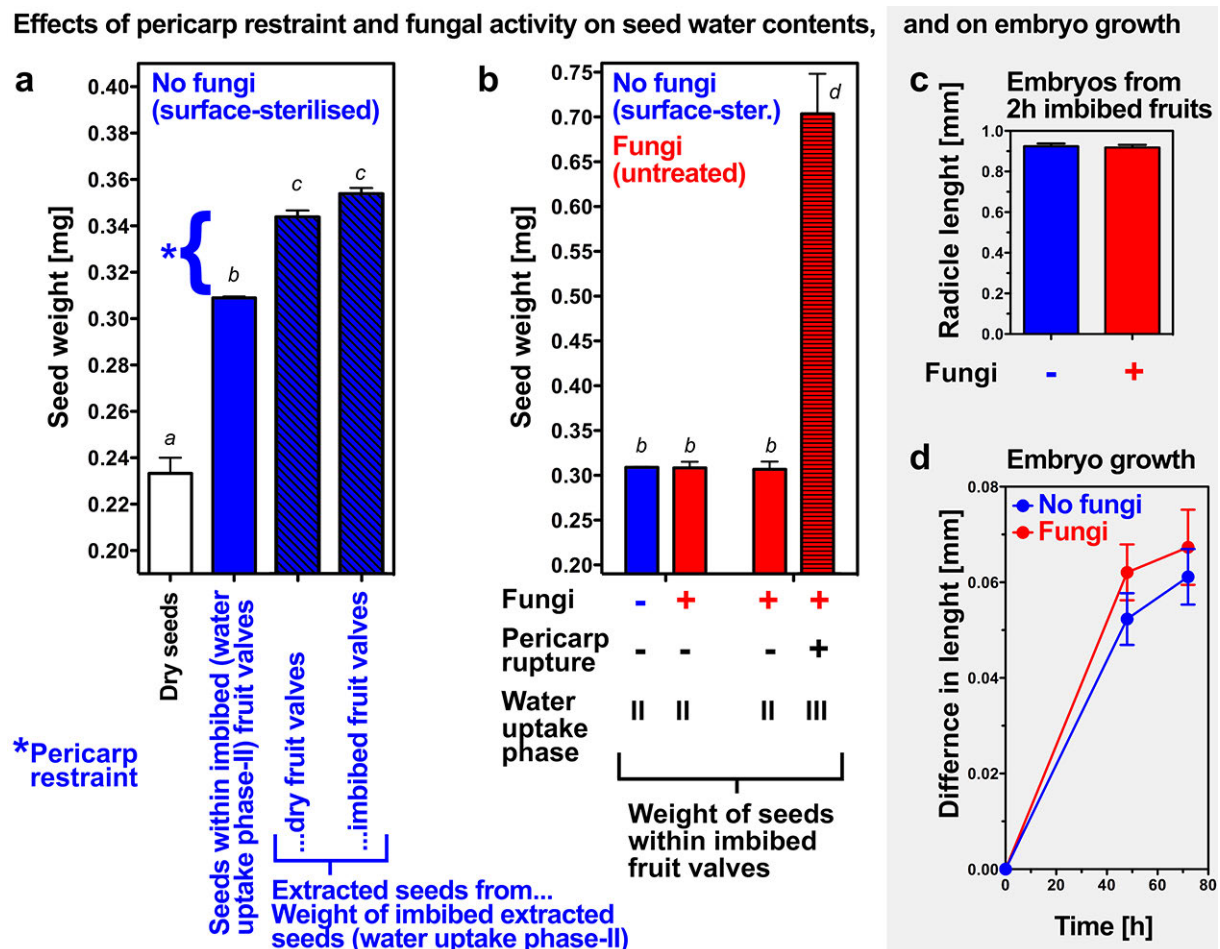 Effects of pericarp restraint and fungal activity on seed water contents, and on embryo growth
a
No fungi
(surface-sterilised)
Seed weight [mg]
0.40
0.38
0.36
0.34
0.32
0.30
0.28
0.26
0.24
0.22
0.20
a
b
c
c
*
{
Dry seeds
Seeds within imbibed (water
uptake phase-II) fruit valves
...dry fruit valves
...imbibed fruit valves
Extracted seeds from...
Weight of imbibed extracted
seeds (water uptake phase-II)
*Pericarp
restraint
b
No fungi
(surface-ster.)
Fungi
(untreated)
Seed weight [mg]
0.75
0.70
0.65
0.60
0.55
0.50
0.45
0.40
0.35
0.30
0.25
0.20
b
b
b
d
Fungi - + + +
Pericarp
rupture - - - +
Water
uptake
phase II II II III
Weight of seeds
within imbibed
fruit valves
c
Embryos from
2h imbibed fruits
Radicle lenght [mm]
1.0
0.8
0.6
0.4
0.2
0.0
Fungi - +
d
Embryo growth
No fungi
Fungi
Differnce in lenght [mm]
0.08
0.06
0.04
0.02
0.00
0 20 40 60 80
Time [h]